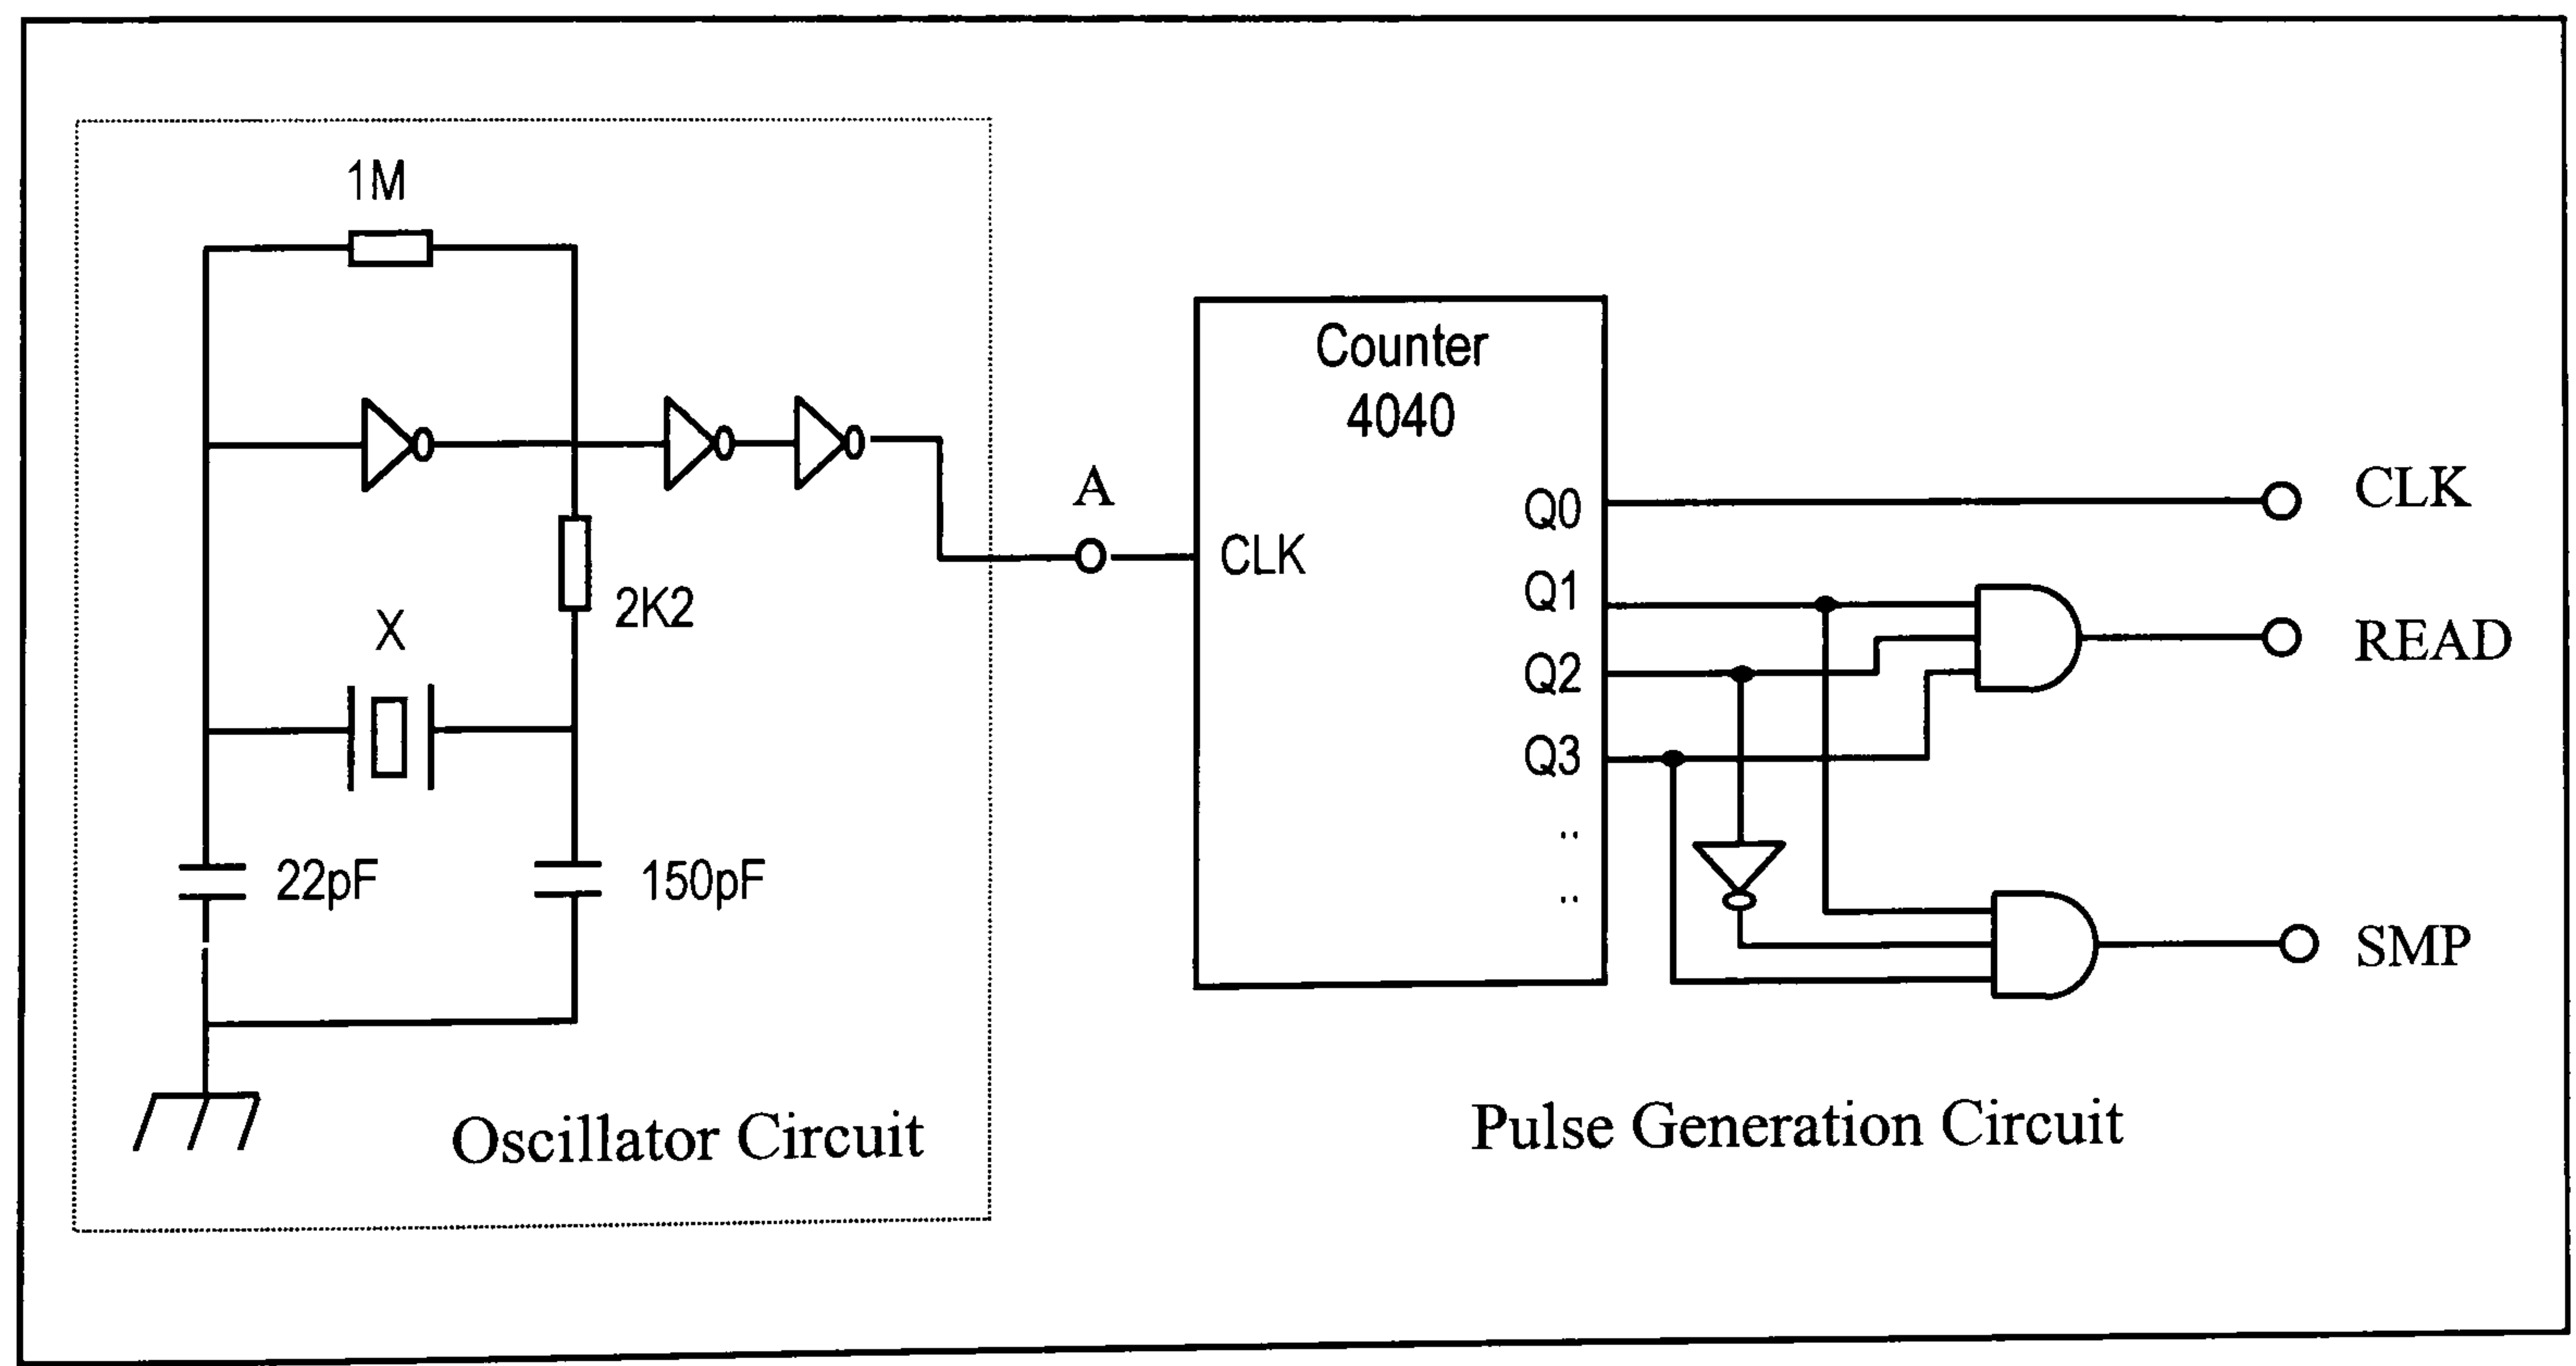 1M
2K2
X
22pF
150pF
Oscillator Circuit
A
Counter
4040
CLK
Q0
Q1
Q2
Q3
..
..
CLK
READ
SMP
Pulse Generation Circuit